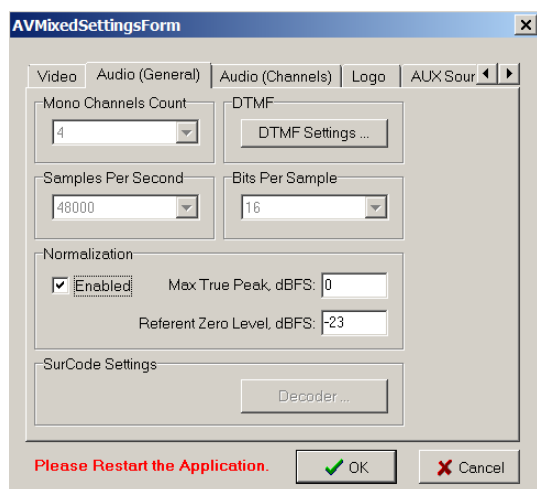 AVMixedSettingsForm
Video Audio (General) Audio (Channels) Logo AUX Sour
Mono Channels Count DTMF
4 DTMF Settings ...
Samples Per Second Bits Per Sample
48000 16
Normalization
Enabled Max True Peak, dBFS: 0
Referent Zero Level, dBFS: -23
SurCode Settings
Decoder ...
Please Restart the Application. OK Cancel